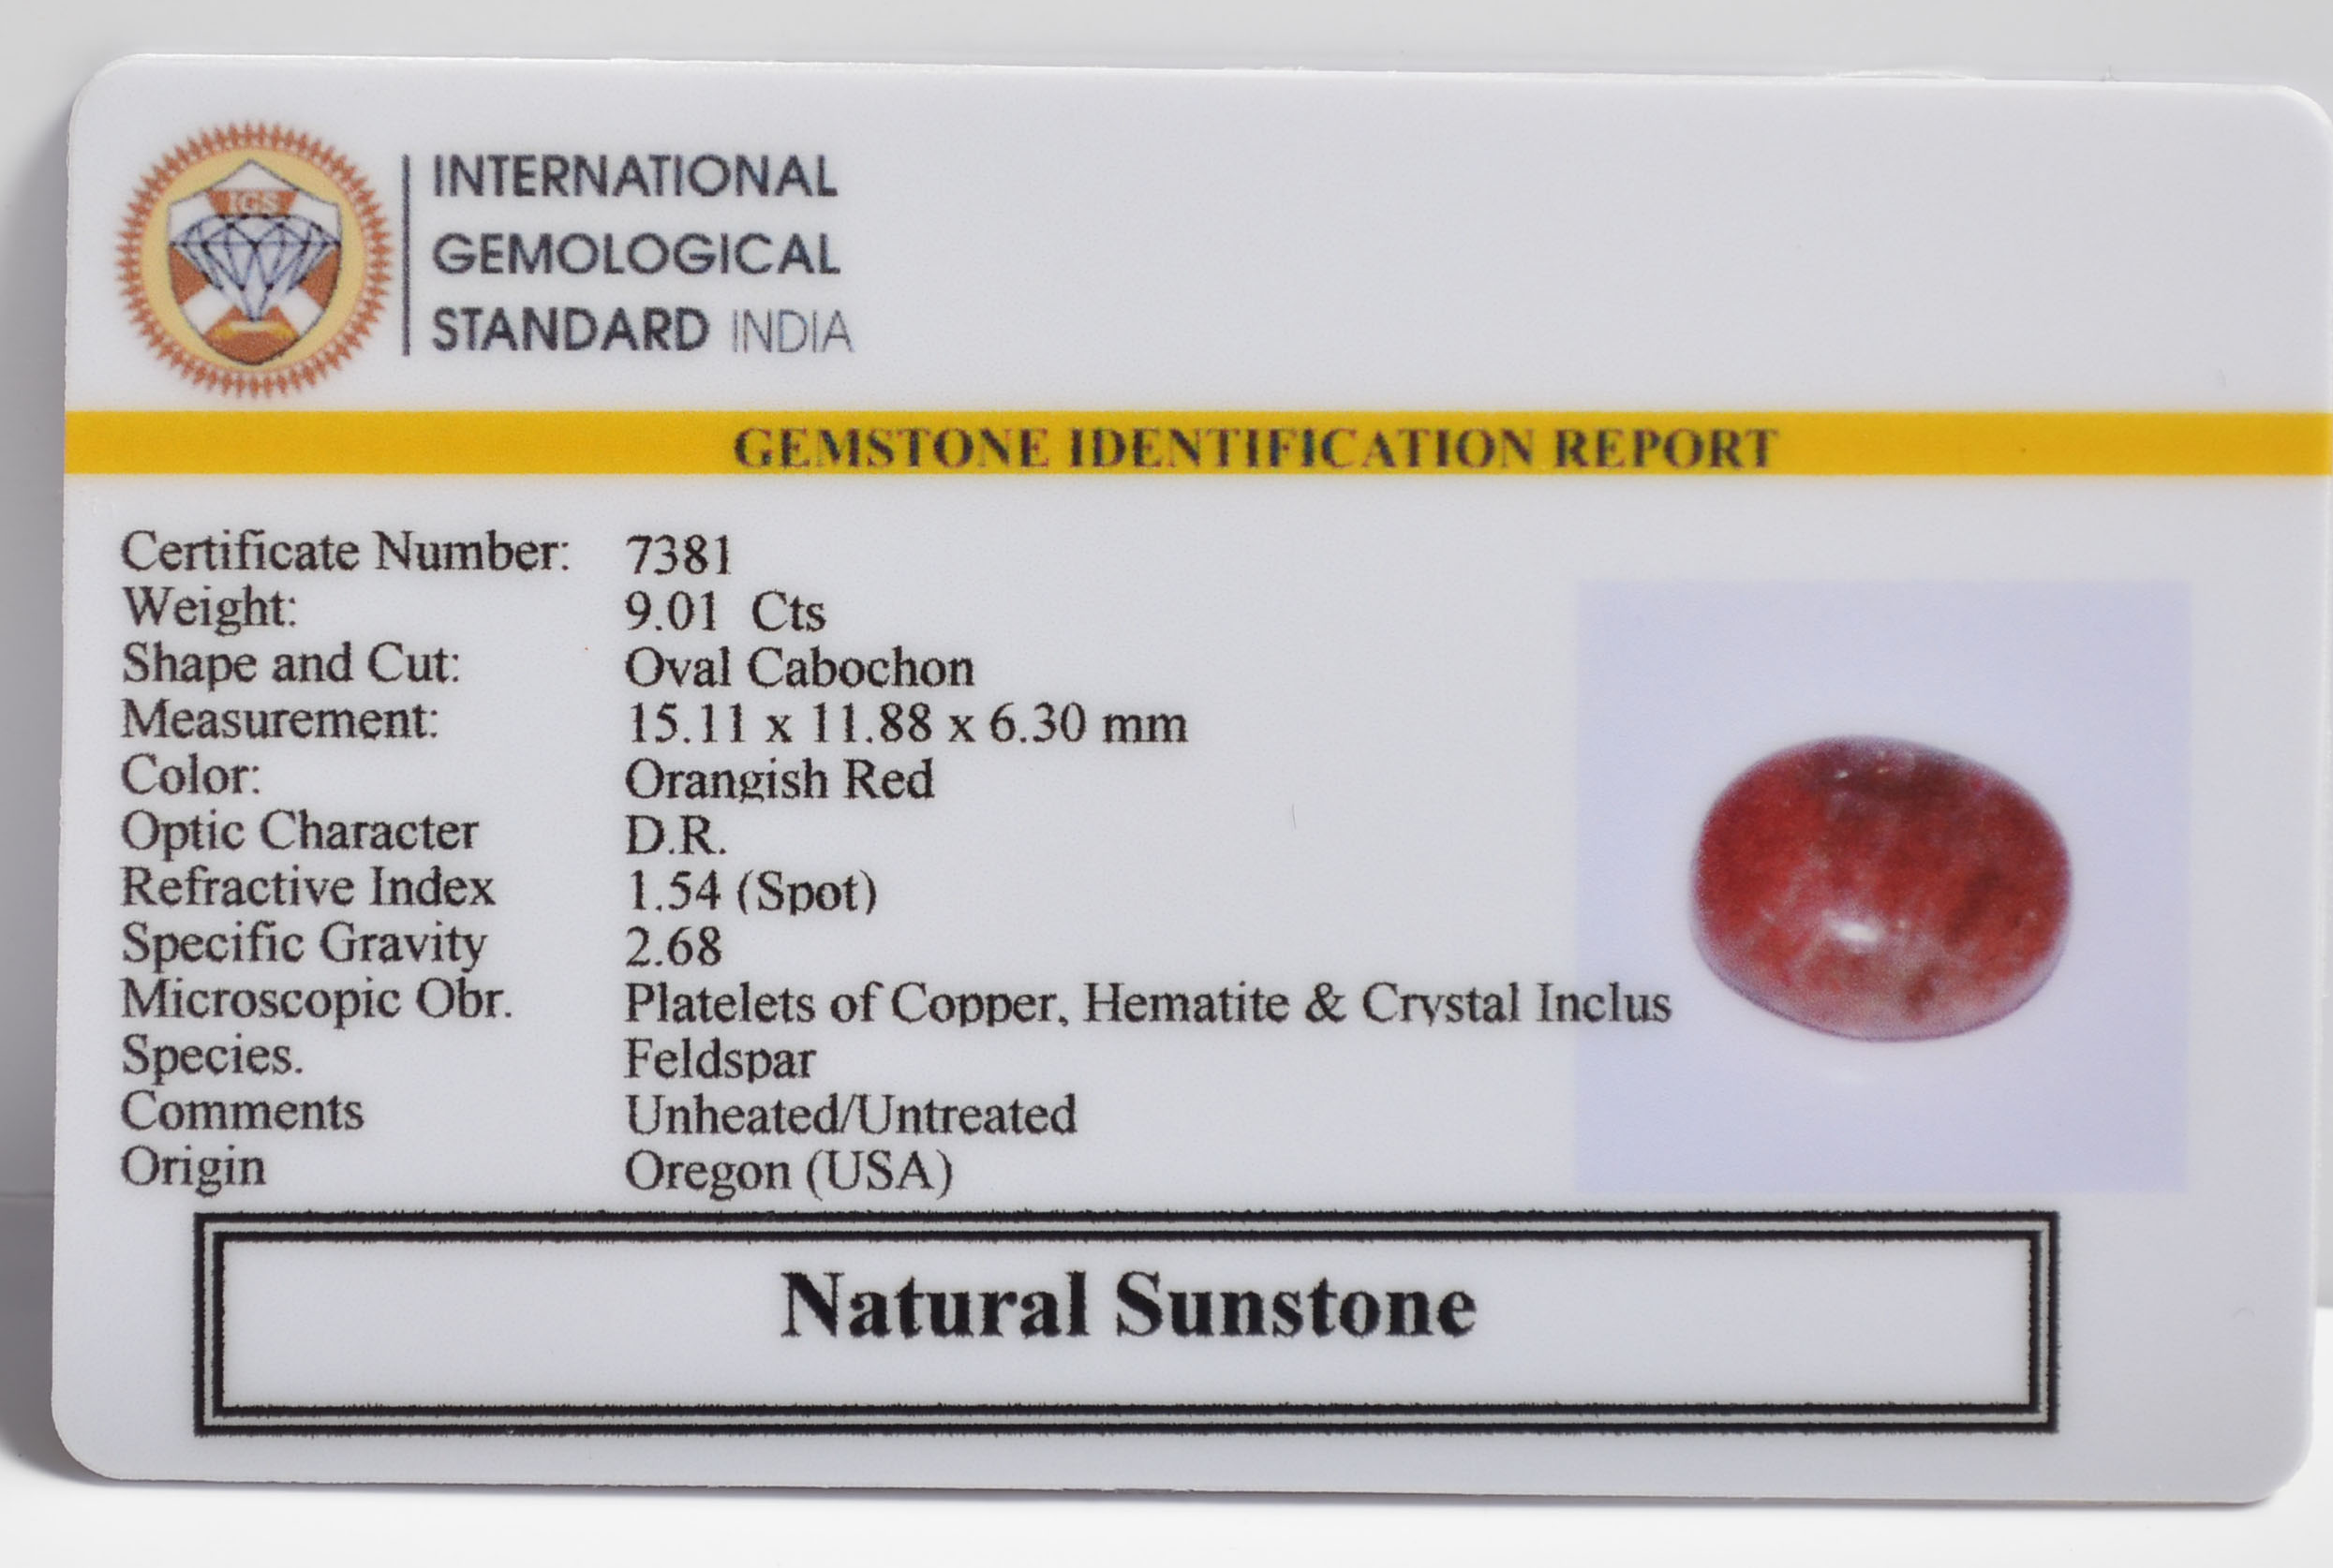 IGS
INTERNATIONAL
GEMOLOGICAL
STANDARD INDIA
GEMSTONE IDENTIFICATION REPORT
Certificate Number: 7381
Weight: 9.01 Cts
Shape and Cut: Oval Cabochon
Measurement: 15.11 x 11.88 x 6.30 mm
Color: Orangish Red
Optic Character D.R.
Refractive Index 1.54 (Spot)
Specific Gravity 2.68
Microscopic Obr. Platelets of Copper, Hematite & Crystal Inclus
Species. Feldspar
Comments Unheated/Untreated
Origin Oregon (USA)
Natural Sunstone